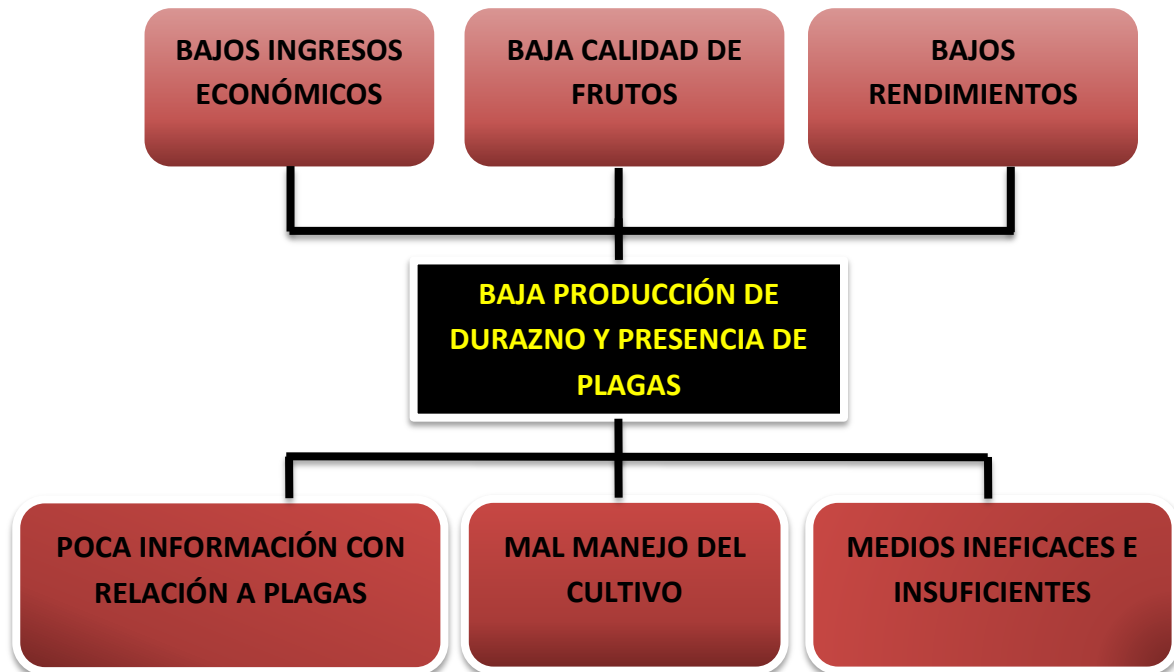 BAJOS INGRESOS
ECONÓMICOS
BAJA CALIDAD DE
FRUTOS
BAJOS
RENDIMIENTOS
BAJA PRODUCCIÓN DE
DURAZNO Y PRESENCIA DE
PLAGAS
POCA INFORMACIÓN CON
RELACIÓN A PLAGAS
MAL MANEJO DEL
CULTIVO
MEDIOS INEFICACES E
INSUFICIENTES